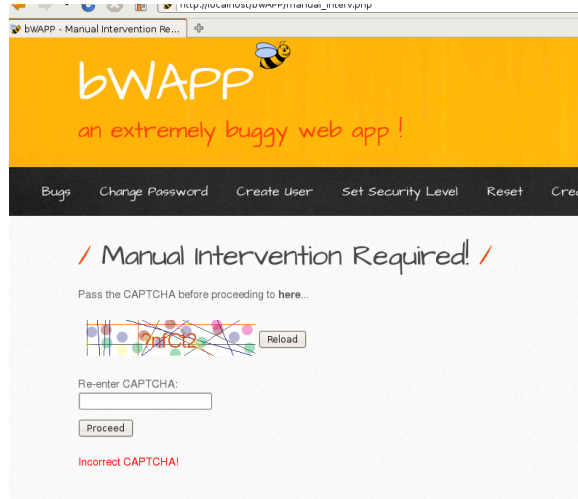 http://localhost/bWAPP/manual_interv.php
bWAPP - Manual Intervention Re...
bWAPP
an extremely buggy web app !
Bugs Change Password Create User Set Security Level Reset Cre
/ Manual Intervention Required! /
Pass the CAPTCHA before proceeding to here...
Reload
Re-enter CAPTCHA:
Proceed
Incorrect CAPTCHA!